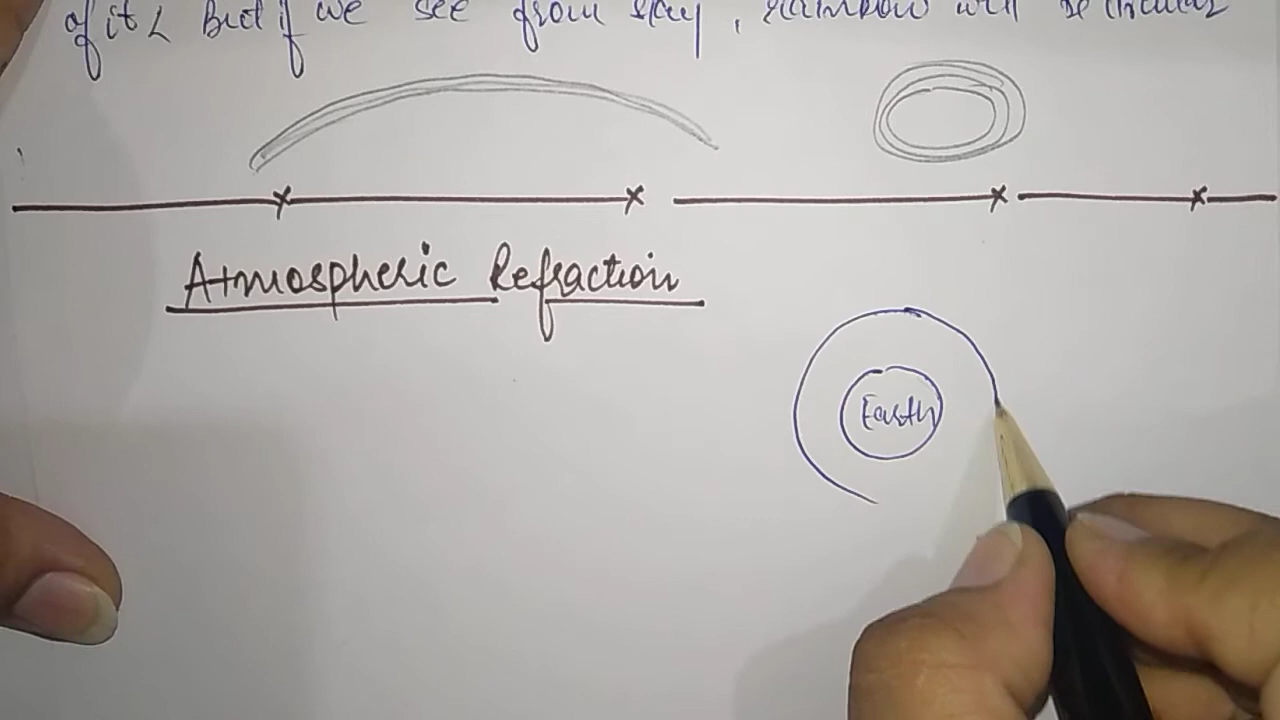 of it & But if we see from sky, rainbow will be circular
Atmospheric Refraction
Earth